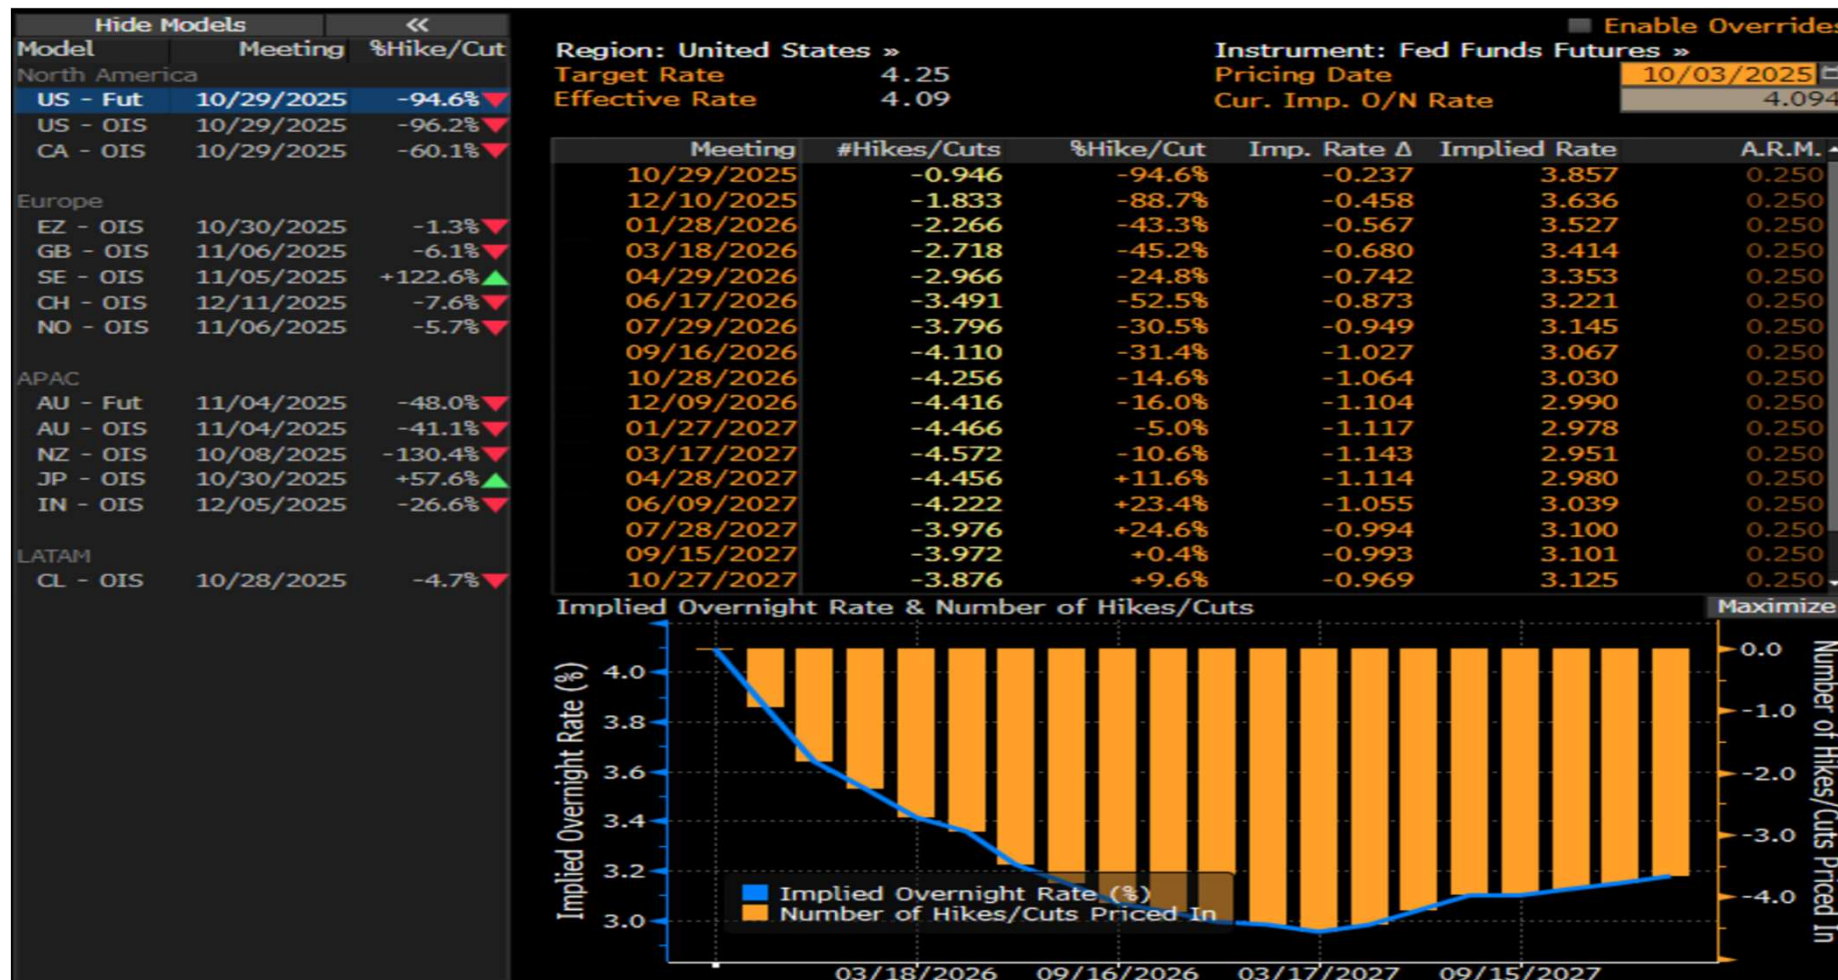 Hide Models «
Model Meeting %Hike/Cut
North America
US - Fut 10/29/2025 -94.6%
US - OIS 10/29/2025 -96.2%
CA - OIS 10/29/2025 -60.1%
Europe
EZ - OIS 10/30/2025 -1.3%
GB - OIS 11/06/2025 -6.1%
SE - OIS 11/05/2025 +122.6%
CH - OIS 12/11/2025 -7.6%
NO - OIS 11/06/2025 -5.7%
APAC
AU - Fut 11/04/2025 -48.0%
AU - OIS 11/04/2025 -41.1%
NZ - OIS 10/08/2025 -130.4%
JP - OIS 10/30/2025 +57.6%
IN - OIS 12/05/2025 -26.6%
LATAM
CL - OIS 10/28/2025 -4.7%
Enable Overrides
Region: United States » Instrument: Fed Funds Futures »
Target Rate 4.25 Pricing Date 10/03/2025
Effective Rate 4.09 Cur. Imp. O/N Rate 4.094
Meeting #Hikes/Cuts %Hike/Cut Imp. Rate Δ Implied Rate A.R.M.
10/29/2025 -0.946 -94.6% -0.237 3.857 0.250
12/10/2025 -1.833 -88.7% -0.458 3.636 0.250
01/28/2026 -2.266 -43.3% -0.567 3.527 0.250
03/18/2026 -2.718 -45.2% -0.680 3.414 0.250
04/29/2026 -2.966 -24.8% -0.742 3.353 0.250
06/17/2026 -3.491 -52.5% -0.873 3.221 0.250
07/29/2026 -3.796 -30.5% -0.949 3.145 0.250
09/16/2026 -4.110 -31.4% -1.027 3.067 0.250
10/28/2026 -4.256 -14.6% -1.064 3.030 0.250
12/09/2026 -4.416 -16.0% -1.104 2.990 0.250
01/27/2027 -4.466 -5.0% -1.117 2.978 0.250
03/17/2027 -4.572 -10.6% -1.143 2.951 0.250
04/28/2027 -4.456 +11.6% -1.114 2.980 0.250
06/09/2027 -4.222 +23.4% -1.055 3.039 0.250
07/28/2027 -3.976 +24.6% -0.994 3.100 0.250
09/15/2027 -3.972 +0.4% -0.993 3.101 0.250
10/27/2027 -3.876 +9.6% -0.969 3.125 0.250
Implied Overnight Rate & Number of Hikes/Cuts Maximize
Implied Overnight Rate (%)
4.0
3.8
3.6
3.4
3.2
3.0
Implied Overnight Rate (%)
Number of Hikes/Cuts Priced In
0.0
-1.0
-2.0
-3.0
-4.0
Number of Hikes/Cuts Priced In
03/18/2026 09/16/2026 03/17/2027 09/15/2027